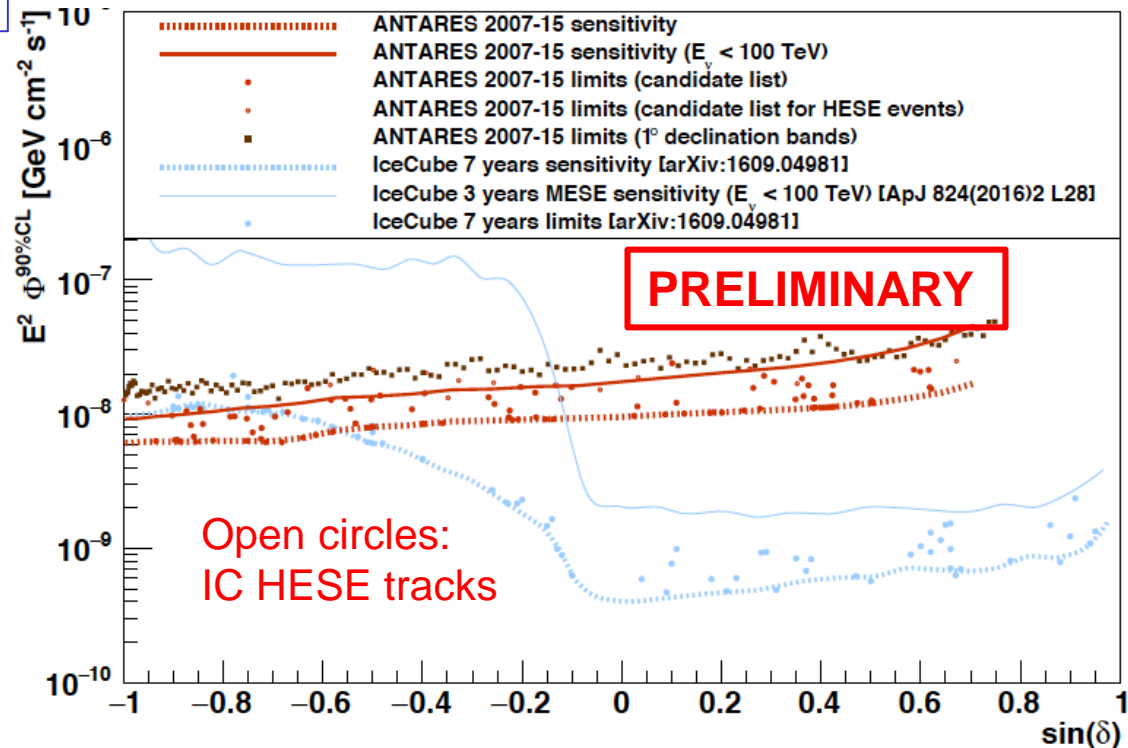 ANTARES 2007-15 sensitivity
ANTARES 2007-15 sensitivity (Eν < 100 TeV)
ANTARES 2007-15 limits (candidate list)
ANTARES 2007-15 limits (candidate list for HESE events)
ANTARES 2007-15 limits (1° declination bands)
IceCube 7 years sensitivity [arXiv:1609.04981]
IceCube 3 years MESE sensitivity (Eν < 100 TeV) [ApJ 824(2016)2 L28]
IceCube 7 years limits [arXiv:1609.04981]
PRELIMINARY
Open circles:
IC HESE tracks
E² Φ⁹⁰%CL [GeV cm⁻² s⁻¹]
10⁻⁶
10⁻⁷
10⁻⁸
10⁻⁹
10⁻¹⁰
−1 −0.8 −0.6 −0.4 −0.2 0 0.2 0.4 0.6 0.8 1
sin(δ)